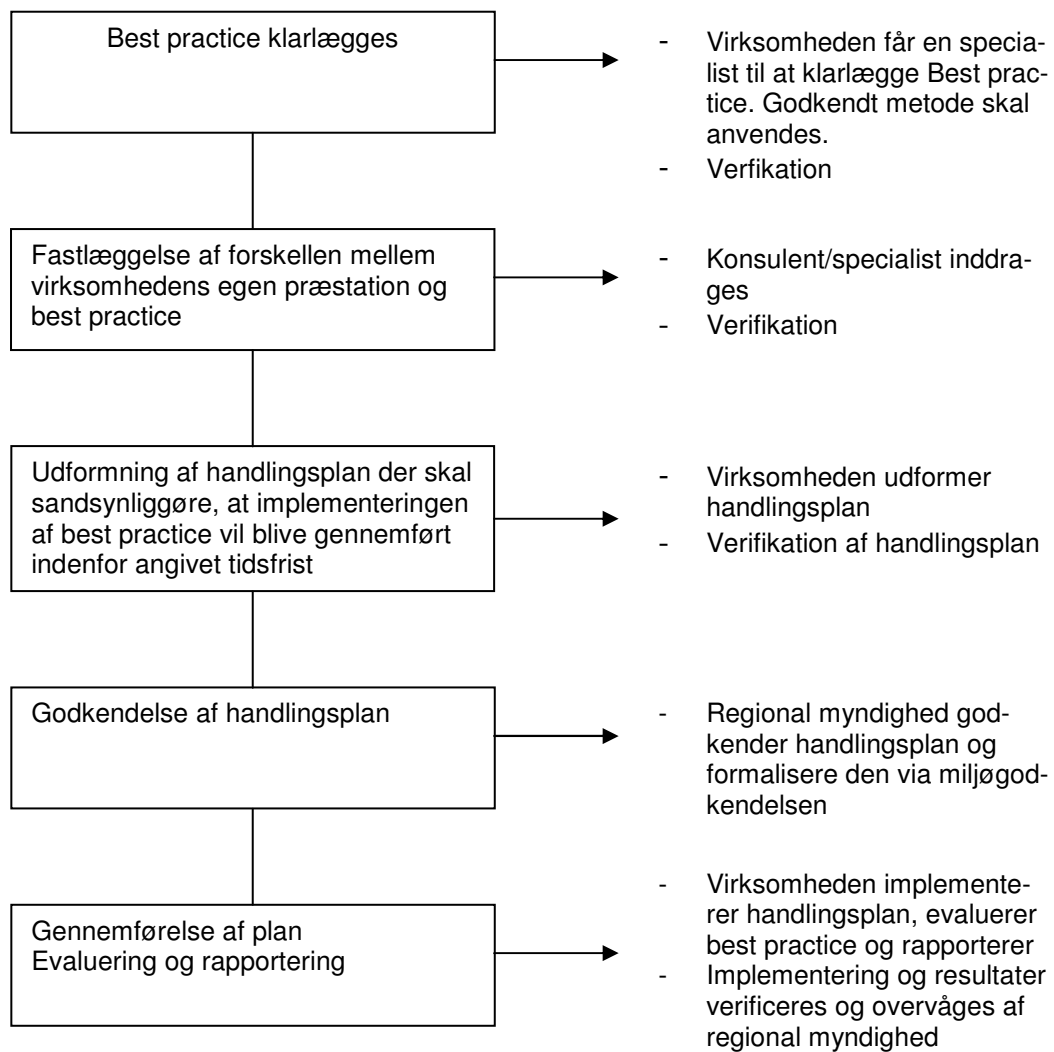 Best practice klarlægges
- Virksomheden får en specia-
list til at klarlægge Best prac-
tice. Godkendt metode skal
anvendes.
- Verfikation
Fastlæggelse af forskellen mellem
virksomhedens egen præstation og
best practice
- Konsulent/specialist inddra-
ges
- Verifikation
Udformning af handlingsplan der skal
sandsynliggøre, at implementeringen
af best practice vil blive gennemført
indenfor angivet tidsfrist
- Virksomheden udformer
handlingsplan
- Verifikation af handlingsplan
Godkendelse af handlingsplan
- Regional myndighed god-
kender handlingsplan og
formalisere den via miljøgod-
kendelsen
Gennemførelse af plan
Evaluering og rapportering
- Virksomheden implemente-
rer handlingsplan, evaluerer
best practice og rapporterer
- Implementering og resultater
verificeres og overvåges af
regional myndighed